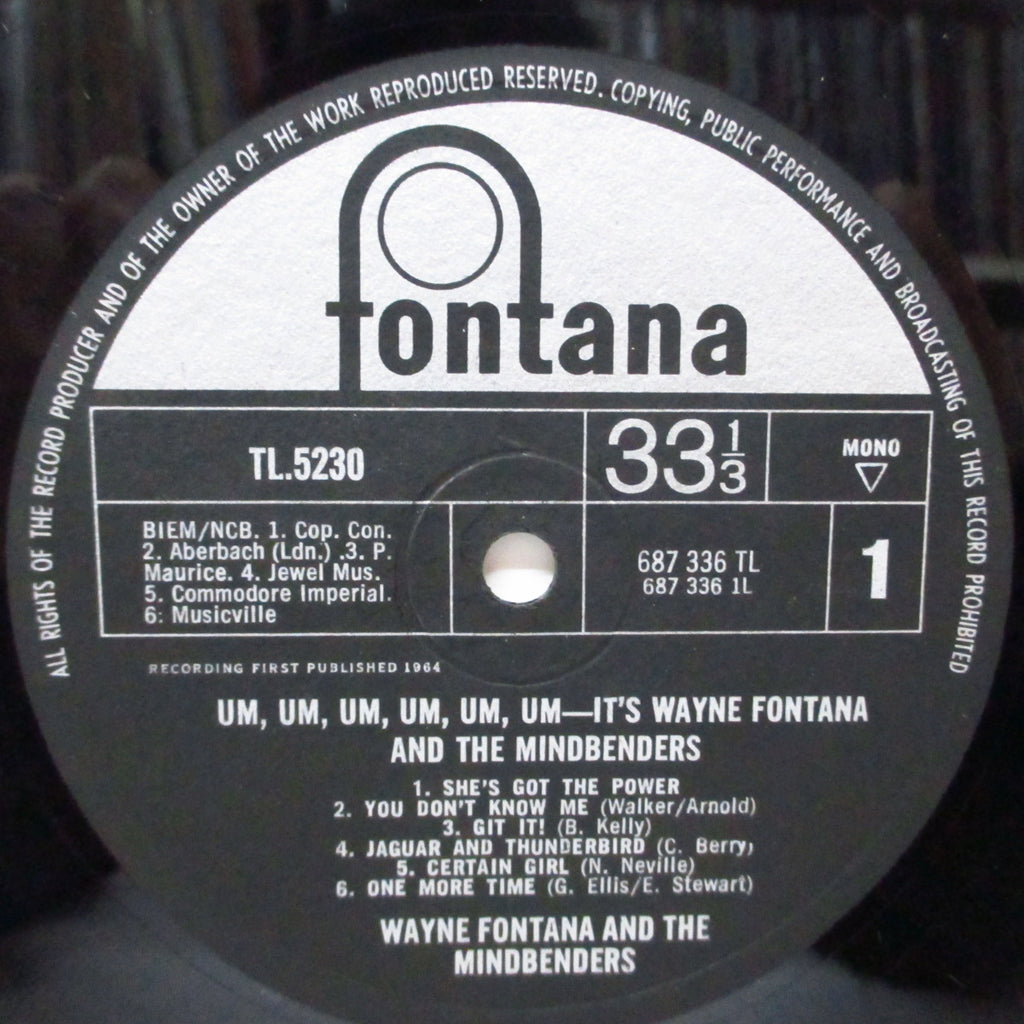 ALL RIGHTS OF THE RECORD PRODUCER AND OF THE OWNER OF THE WORK REPRODUCED RESERVED. COPYING, PUBLIC PERFORMANCE AND BROADCASTING OF THIS RECORD PROHIBITED
fontana
TL.5230
33 1/3
MONO
BIEM/NCB. 1. Cop. Con.
2. Aberbach (Ldn.) .3. P.
Maurice. 4. Jewel Mus.
5. Commodore Imperial.
6: Musicville
687 336 TL
687 336 1L
1
RECORDING FIRST PUBLISHED 1964
UM, UM, UM, UM, UM, UM—IT'S WAYNE FONTANA
AND THE MINDBENDERS
1. SHE'S GOT THE POWER
2. YOU DON'T KNOW ME (Walker/Arnold)
3. GIT IT! (B. Kelly)
4. JAGUAR AND THUNDERBIRD (C. Berry)
5. CERTAIN GIRL (N. Neville)
6. ONE MORE TIME (G. Ellis/E. Stewart)
WAYNE FONTANA AND THE
MINDBENDERS